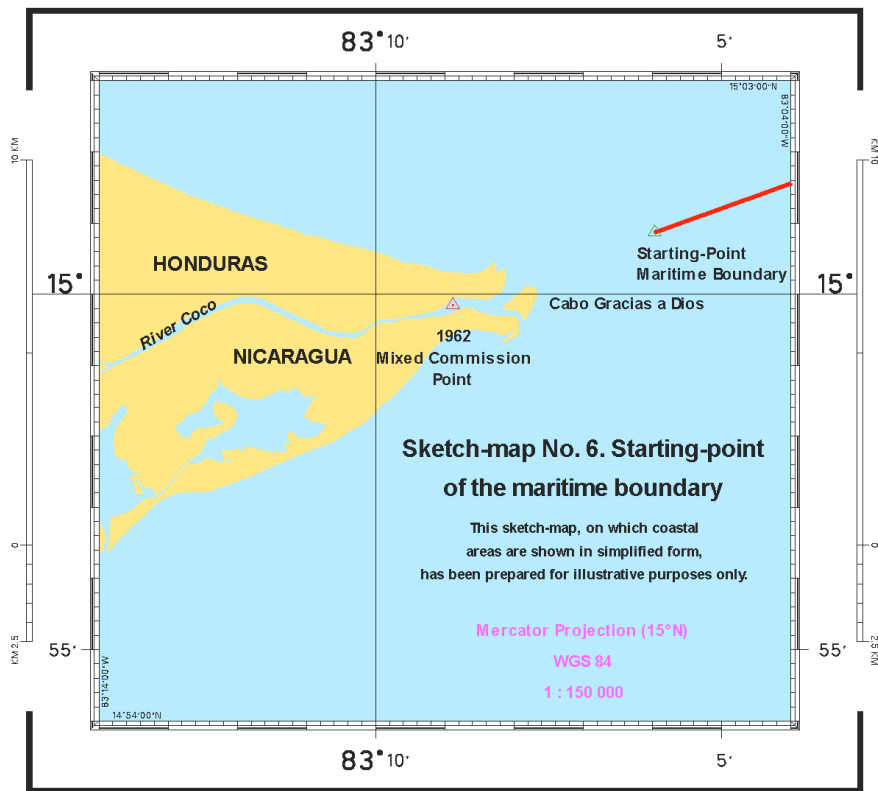 83° 10′
5′
15°03′00″N
83°04′00″W
10 KM
10 KM
HONDURAS
Starting-Point
Maritime Boundary
15°
15°
Cabo Gracias a Dios
River Coco
1962
NICARAGUA
Mixed Commission
Point
Sketch-map No. 6. Starting-point
of the maritime boundary
This sketch-map, on which coastal
areas are shown in simplified form,
has been prepared for illustrative purposes only.
0
0
Mercator Projection (15°N)
WGS 84
1 : 150 000
KM 2.5
2.5 KM
55′
55′
83°14′00″W
14°54′00″N
83° 10′
5′